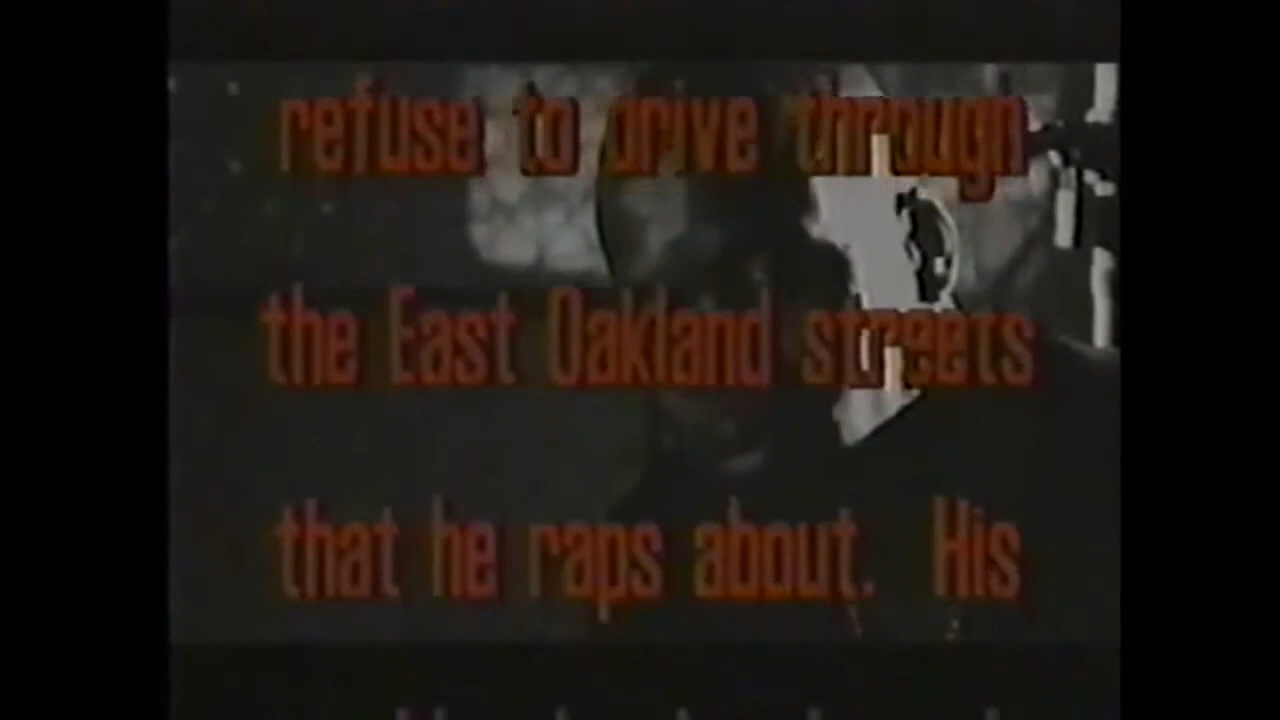 refuse to drive through
the East Oakland streets
that he raps about.  His